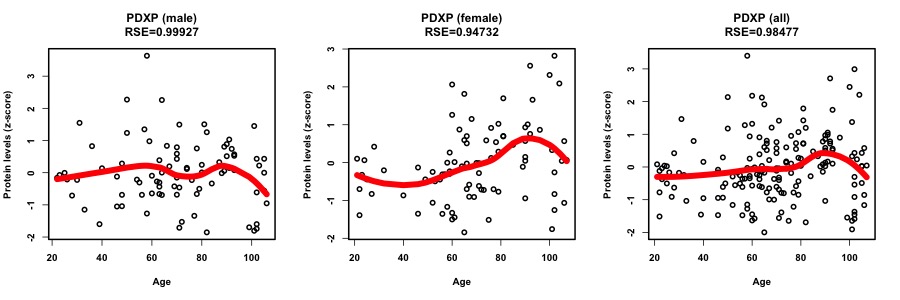 PDXP (male)
RSE=0.99927
Protein levels (z-score)
3
2
1
0
-1
-2
20 40 60 80 100
Age
PDXP (female)
RSE=0.94732
Protein levels (z-score)
3
2
1
0
-1
-2
20 40 60 80 100
Age
PDXP (all)
RSE=0.98477
Protein levels (z-score)
3
2
1
0
-1
-2
20 40 60 80 100
Age